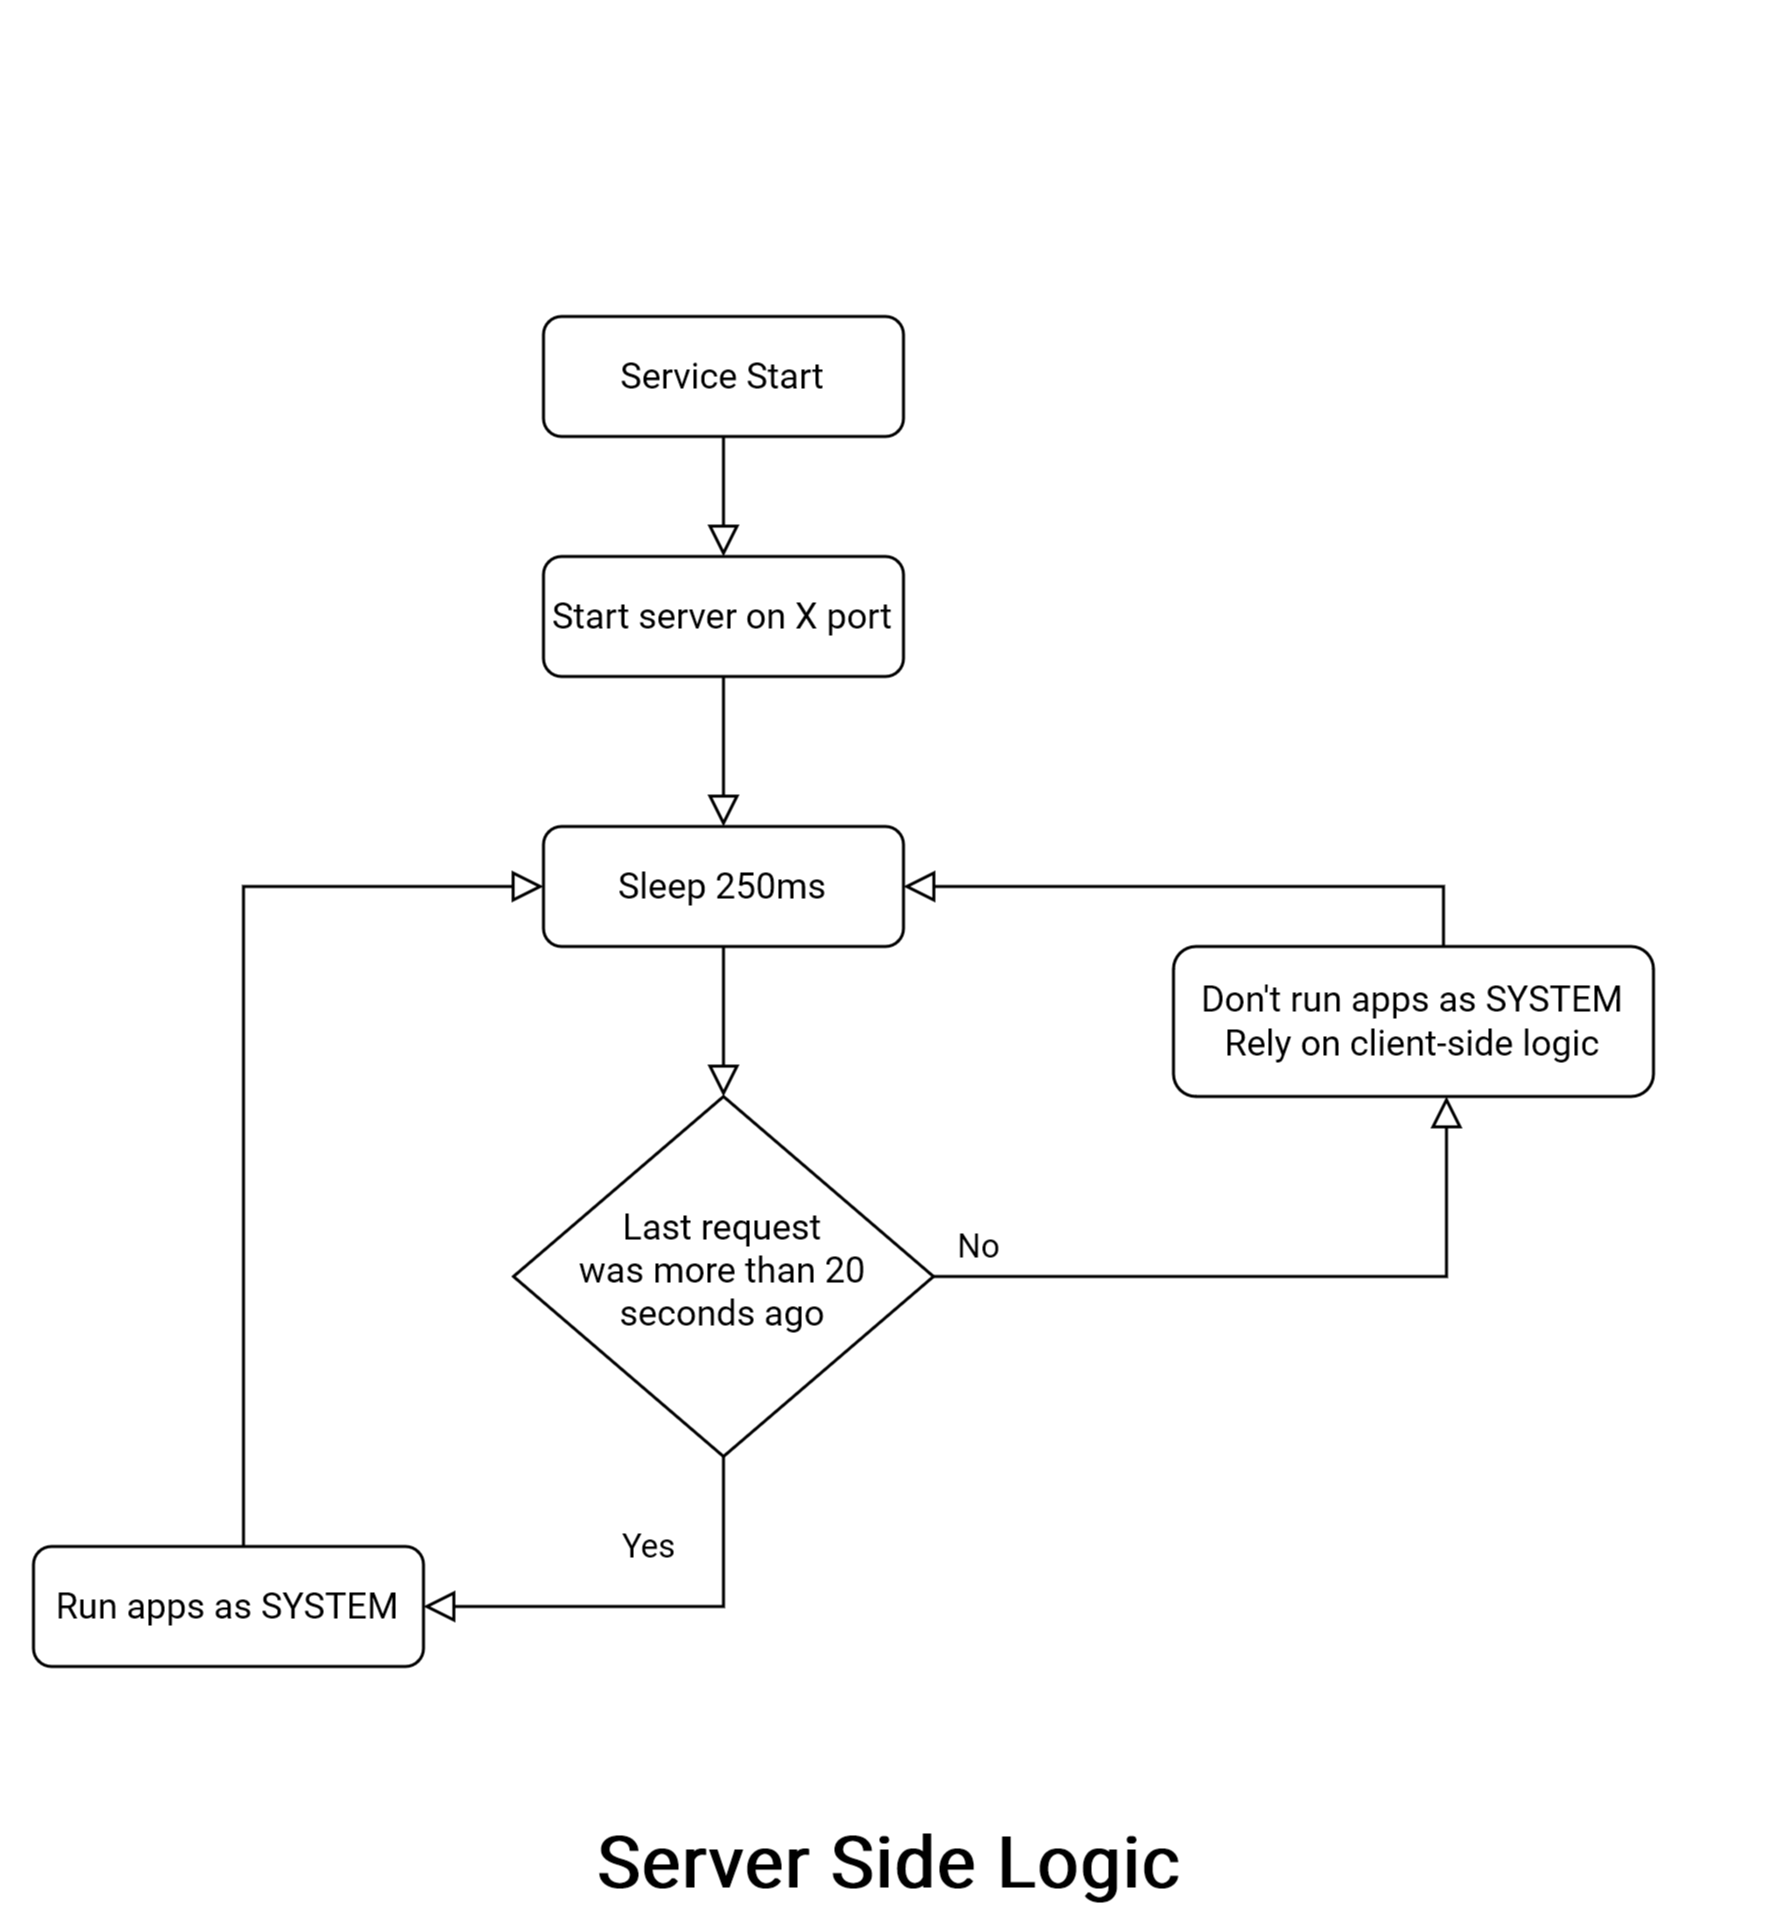 Service Start
Start server on X port
Sleep 250ms
Don't run apps as SYSTEM
Rely on client-side logic
Last request
was more than 20
seconds ago
No
Yes
Run apps as SYSTEM
Server Side Logic